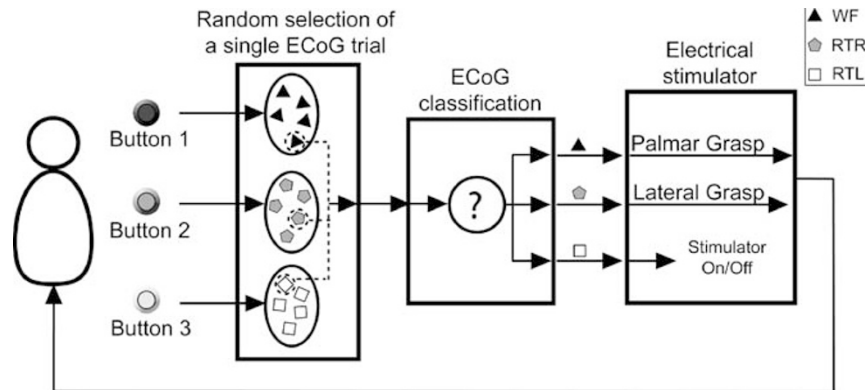 Random selection of
a single ECoG trial
Button 1
Button 2
Button 3
ECoG
classification
?
Electrical
stimulator
Palmar Grasp
Lateral Grasp
Stimulator
On/Off
WF
RTR
RTL